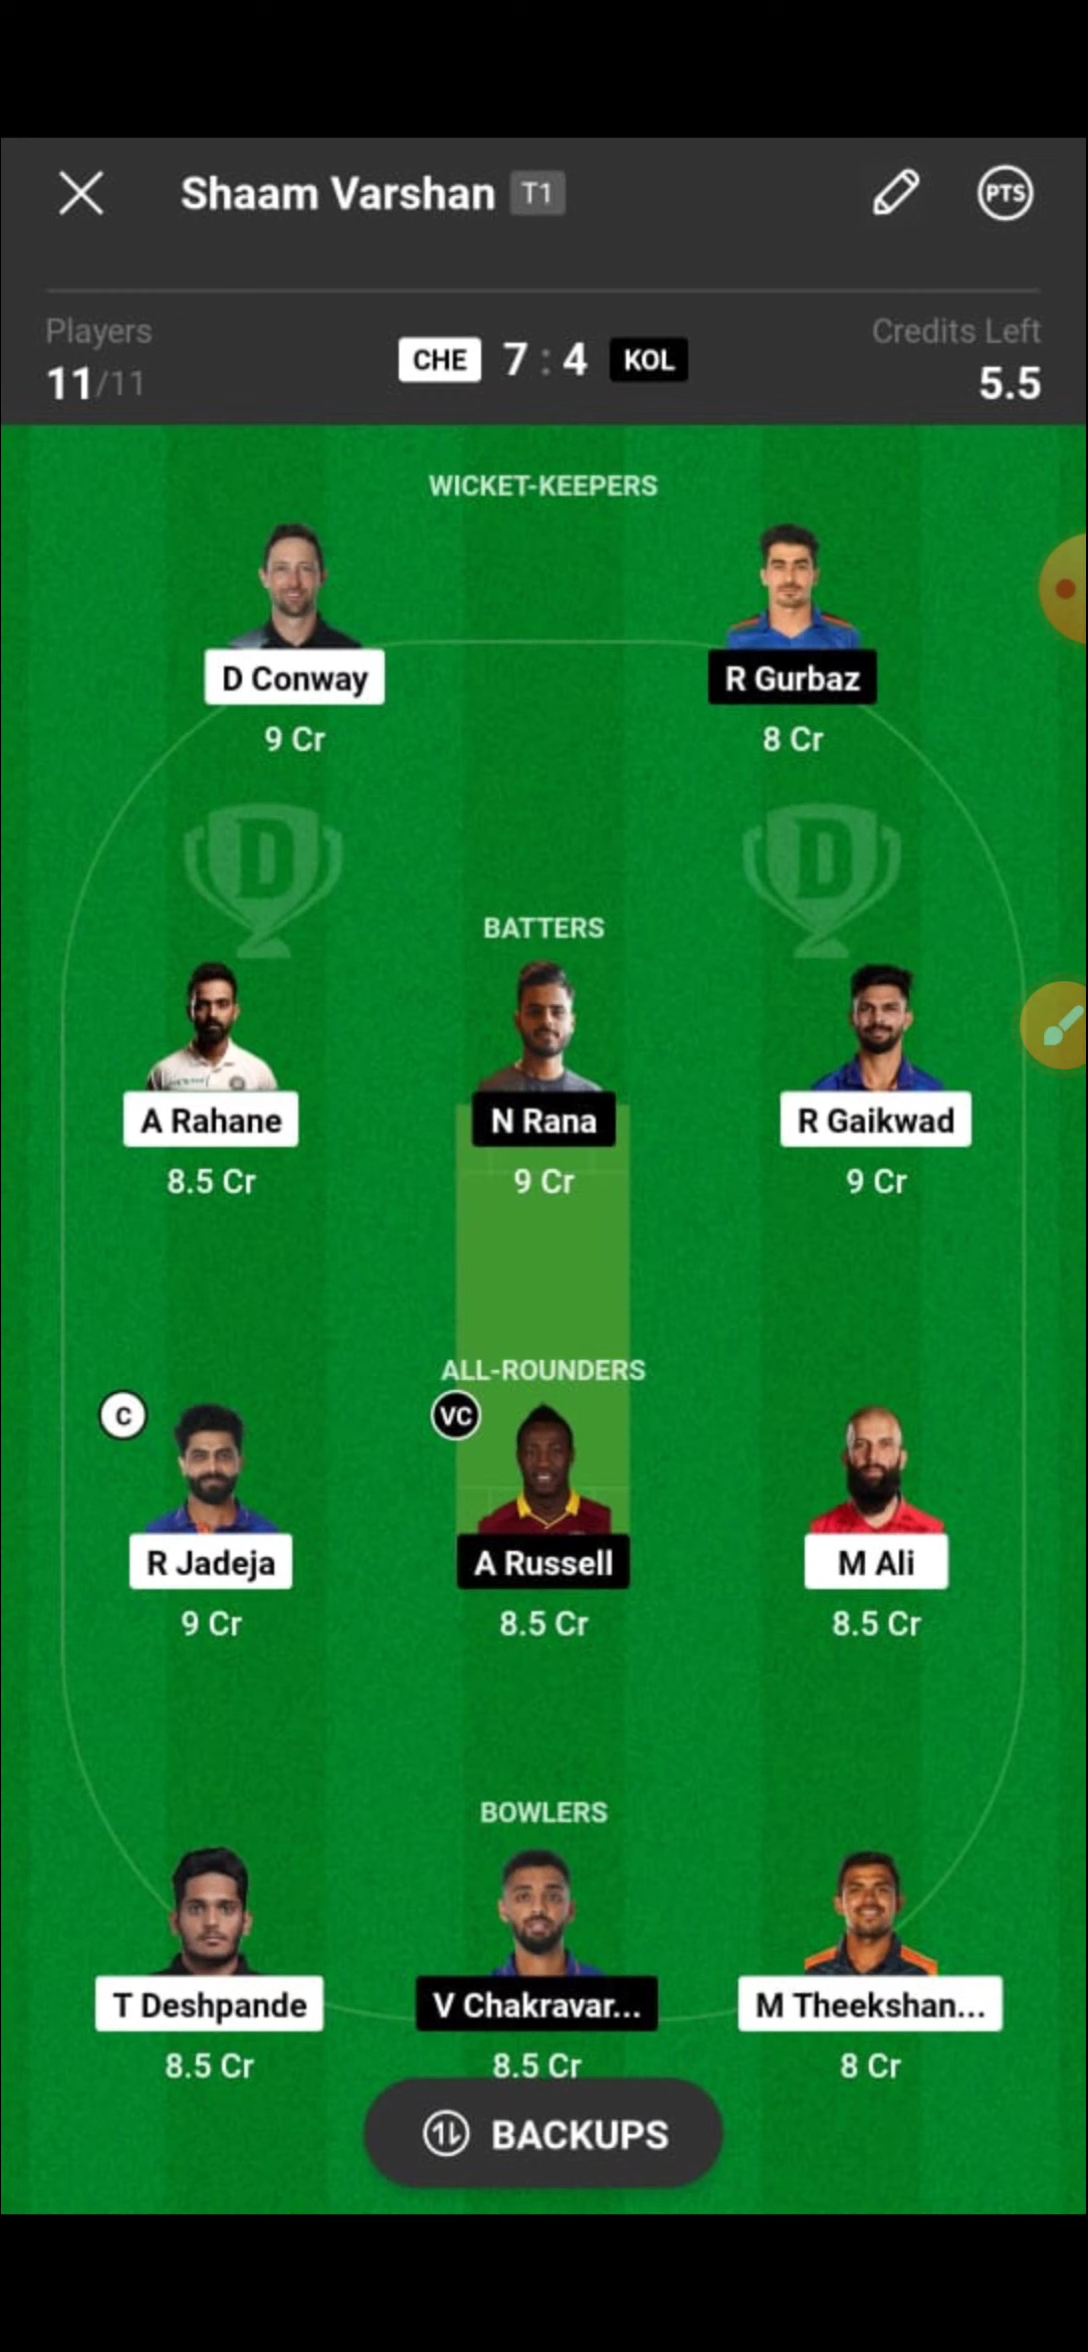 Shaam Varshan T1 PTS
Players Credits Left
11/11 CHE 7 : 4 KOL 5.5
WICKET-KEEPERS
D Conway R Gurbaz
9 Cr 8 Cr
D D
BATTERS
A Rahane N Rana R Gaikwad
8.5 Cr 9 Cr 9 Cr
ALL-ROUNDERS
C VC
R Jadeja A Russell M Ali
9 Cr 8.5 Cr 8.5 Cr
BOWLERS
T Deshpande V Chakravar... M Theekshan...
8.5 Cr 8.5 Cr 8 Cr
BACKUPS